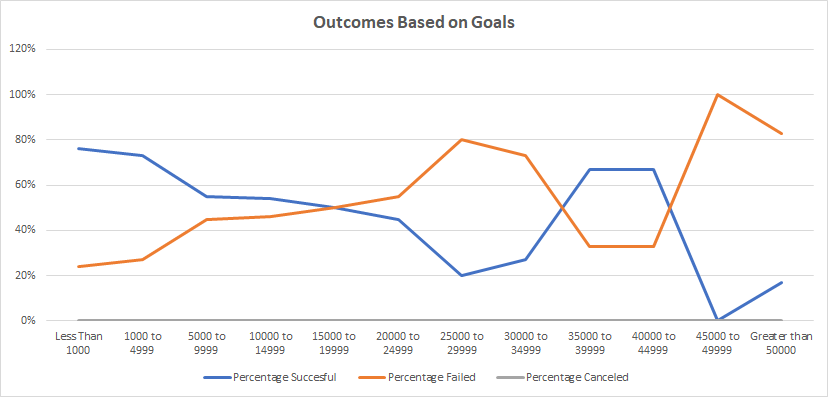 Outcomes Based on Goals
120%
100%
80%
60%
40%
20%
0%
Less Than
1000
1000 to
4999
5000 to
9999
10000 to
14999
15000 to
19999
20000 to
24999
25000 to
29999
30000 to
34999
35000 to
39999
40000 to
44999
45000 to
49999
Greater than
50000
Percentage Succesful
Percentage Failed
Percentage Canceled